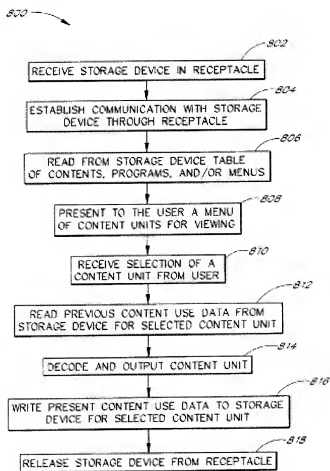 800
802
RECEIVE STORAGE DEVICE IN RECEPTACLE
804
ESTABLISH COMMUNICATION WITH STORAGE
DEVICE THROUGH RECEPTACLE
806
READ FROM STORAGE DEVICE TABLE
OF CONTENTS, PROGRAMS, AND/OR MENUS
808
PRESENT TO THE USER A MENU
OF CONTENT UNITS FOR VIEWING
810
RECEIVE SELECTION OF A
CONTENT UNIT FROM USER
812
READ PREVIOUS CONTENT USE DATA FROM
STORAGE DEVICE FOR SELECTED CONTENT UNIT
814
DECODE AND OUTPUT CONTENT UNIT
816
WRITE PRESENT CONTENT USE DATA TO STORAGE
DEVICE FOR SELECTED CONTENT UNIT
818
RELEASE STORAGE DEVICE FROM RECEPTACLE